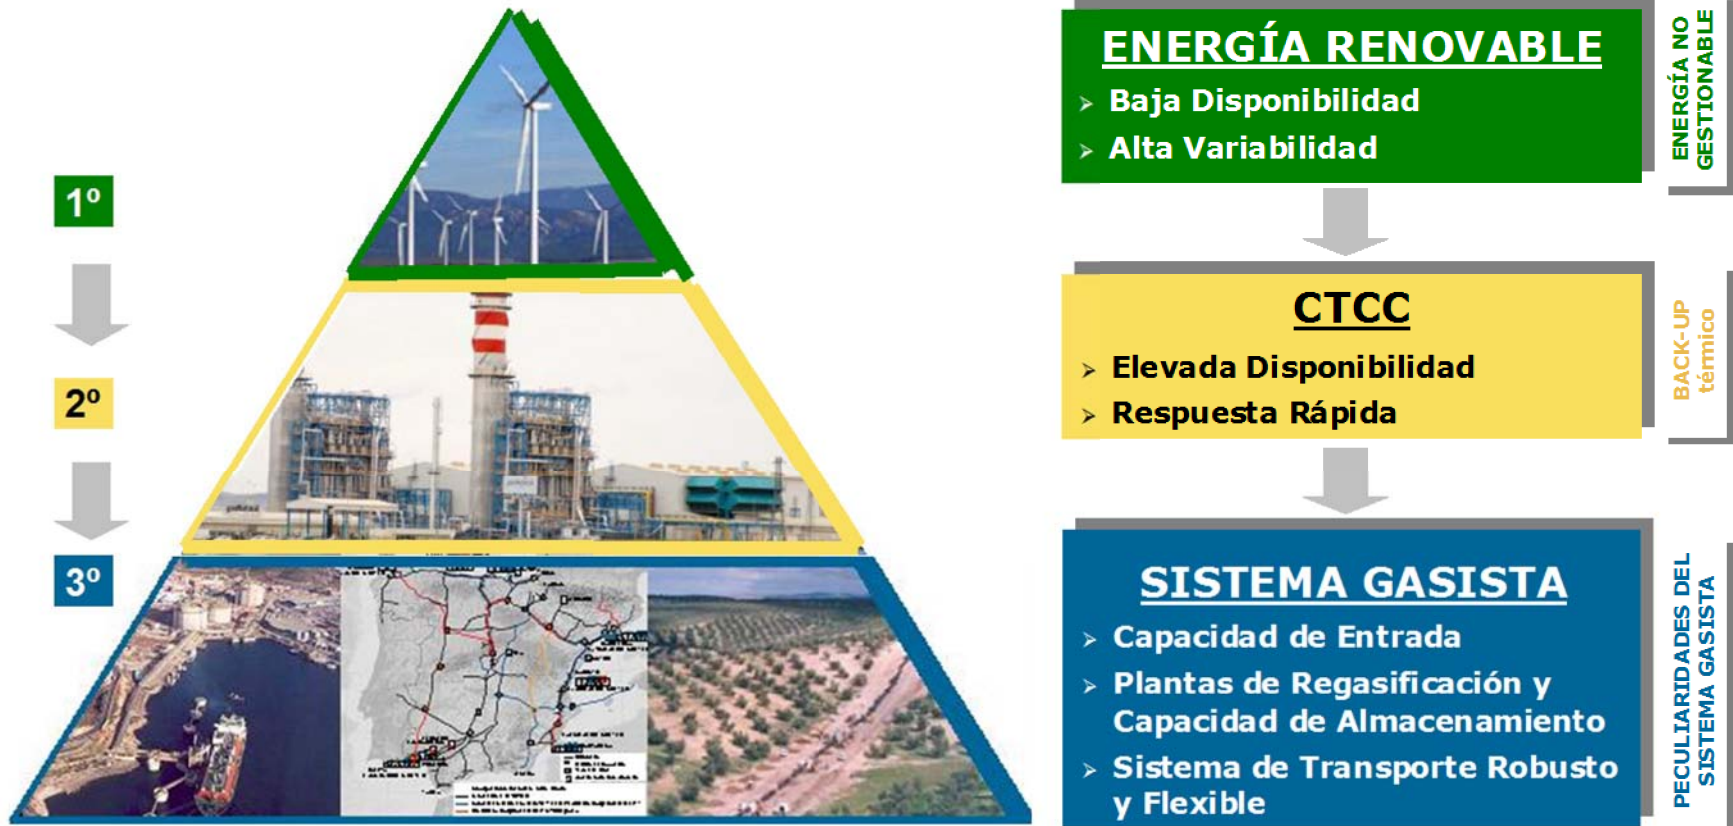 1º
2º
3º
ENERGÍA RENOVABLE
➢ Baja Disponibilidad
➢ Alta Variabilidad
ENERGÍA NO
GESTIONABLE
CTCC
➢ Elevada Disponibilidad
➢ Respuesta Rápida
BACK-UP
térmico
SISTEMA GASISTA
➢ Capacidad de Entrada
➢ Plantas de Regasificación y
Capacidad de Almacenamiento
➢ Sistema de Transporte Robusto
y Flexible
PECULIARIDADES DEL
SISTEMA GASISTA